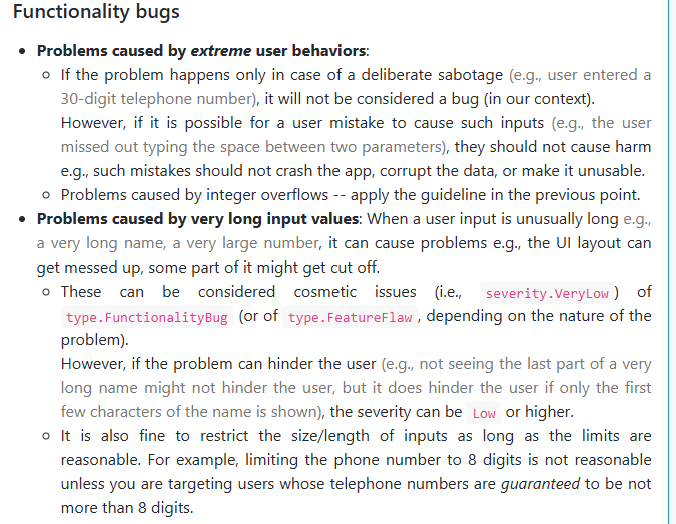 Functionality bugs
Problems caused by extreme user behaviors:
If the problem happens only in case of a deliberate sabotage (e.g., user entered a
30-digit telephone number), it will not be considered a bug (in our context).
However, if it is possible for a user mistake to cause such inputs (e.g., the user
missed out typing the space between two parameters), they should not cause harm
e.g., such mistakes should not crash the app, corrupt the data, or make it unusable.
Problems caused by integer overflows -- apply the guideline in the previous point.
Problems caused by very long input values: When a user input is unusually long e.g.,
a very long name, a very large number, it can cause problems e.g., the UI layout can
get messed up, some part of it might get cut off.
These can be considered cosmetic issues (i.e., severity.VeryLow ) of
type.FunctionalityBug (or of type.FeatureFlaw , depending on the nature of the
problem).
However, if the problem can hinder the user (e.g., not seeing the last part of a very
long name might not hinder the user, but it does hinder the user if only the first
few characters of the name is shown), the severity can be Low or higher.
It is also fine to restrict the size/length of inputs as long as the limits are
reasonable. For example, limiting the phone number to 8 digits is not reasonable
unless you are targeting users whose telephone numbers are guaranteed to be not
more than 8 digits.